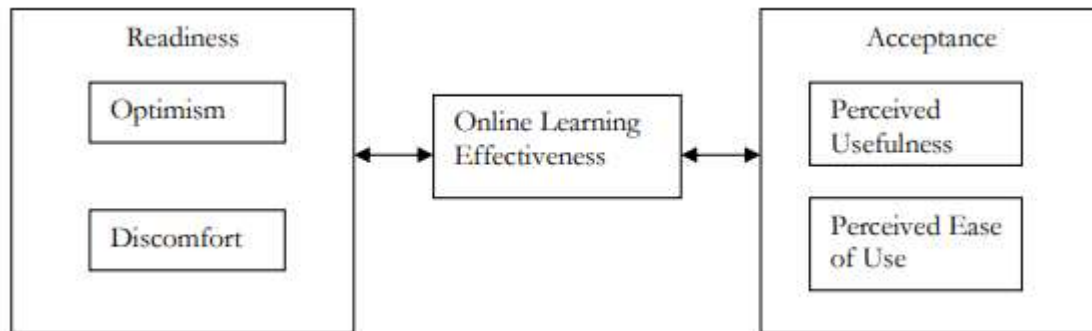 Readiness
Optimism
Discomfort
Online Learning
Effectiveness
Acceptance
Perceived
Usefulness
Perceived Ease
of Use